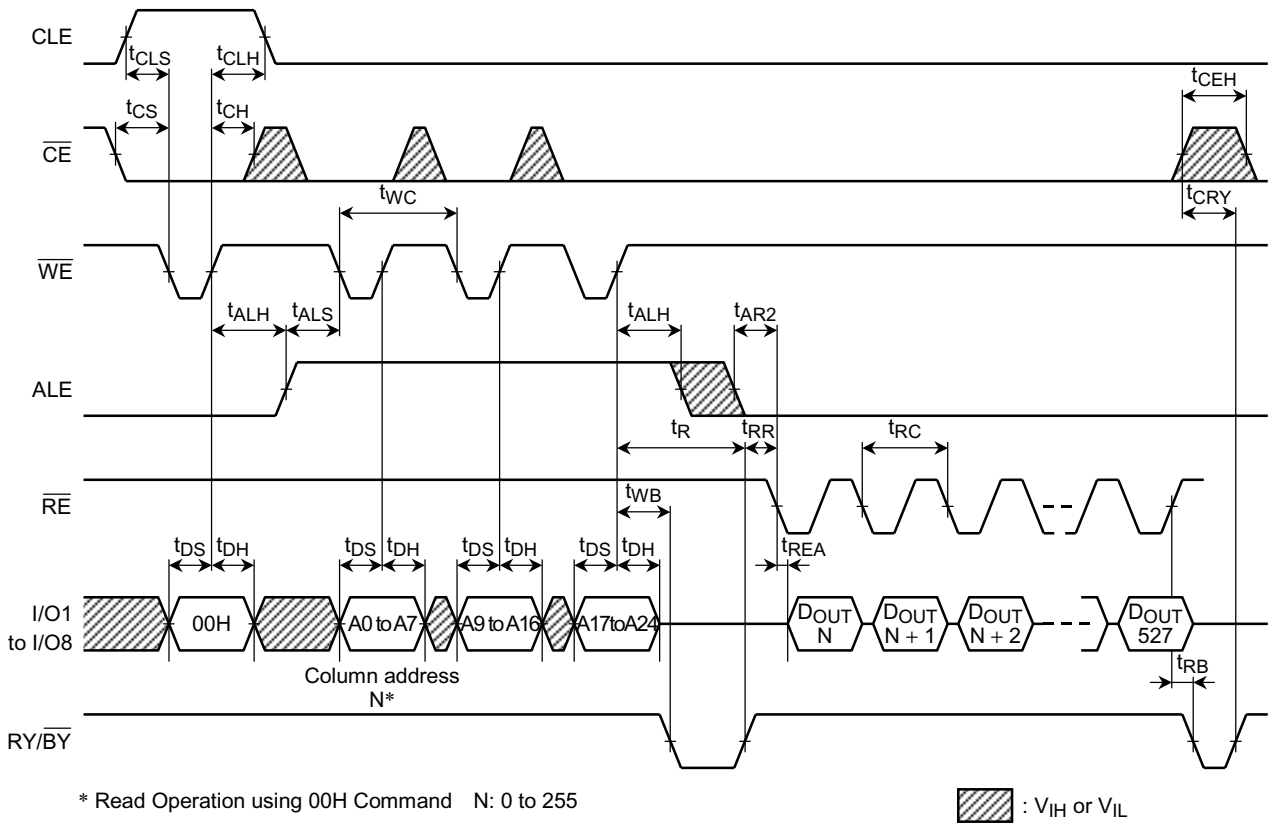 CLE
tCLS
tCLH
tCEH
tCS
tCH
CE
tWC
tCRY
WE
tALH
tALS
tALH
tAR2
ALE
tR
tRR
tRC
RE
tWB
tREA
tDS
tDH
tDS
tDH
tDS
tDH
tDS
tDH
I/O1
to I/O8
00H
A0 to A7
A9 to A16
A17 to A24
DOUT
N
DOUT
N + 1
DOUT
N + 2
DOUT
527
tRB
Column address
N*
RY/BY
* Read Operation using 00H Command N: 0 to 255
: VIH or VIL